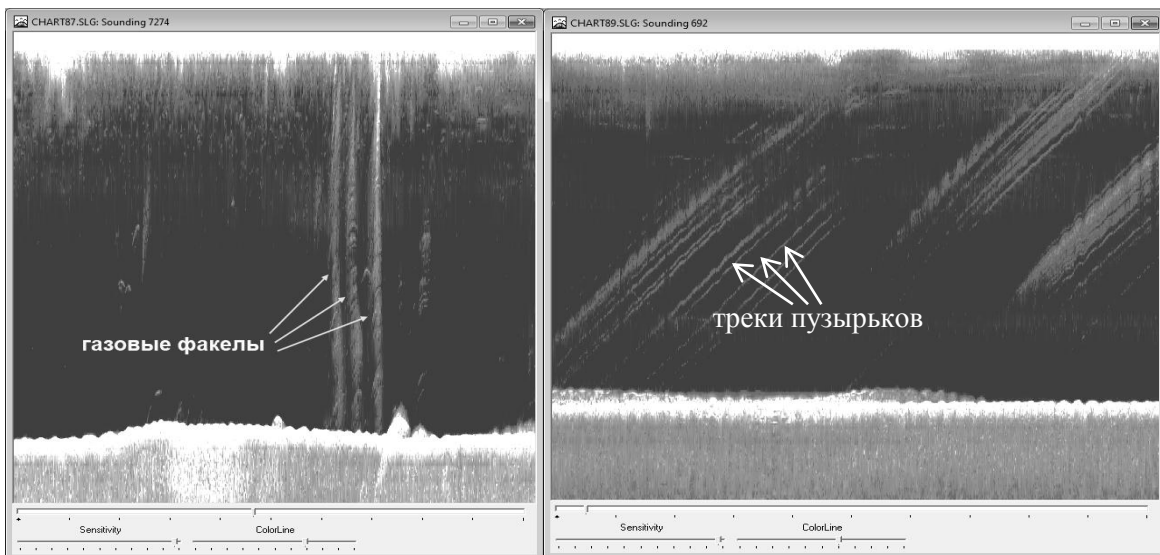 CHART87.SLG: Sounding 7274
газовые факелы
Sensitivity
ColorLine
CHART89.SLG: Sounding 692
треки пузырьков
Sensitivity
ColorLine